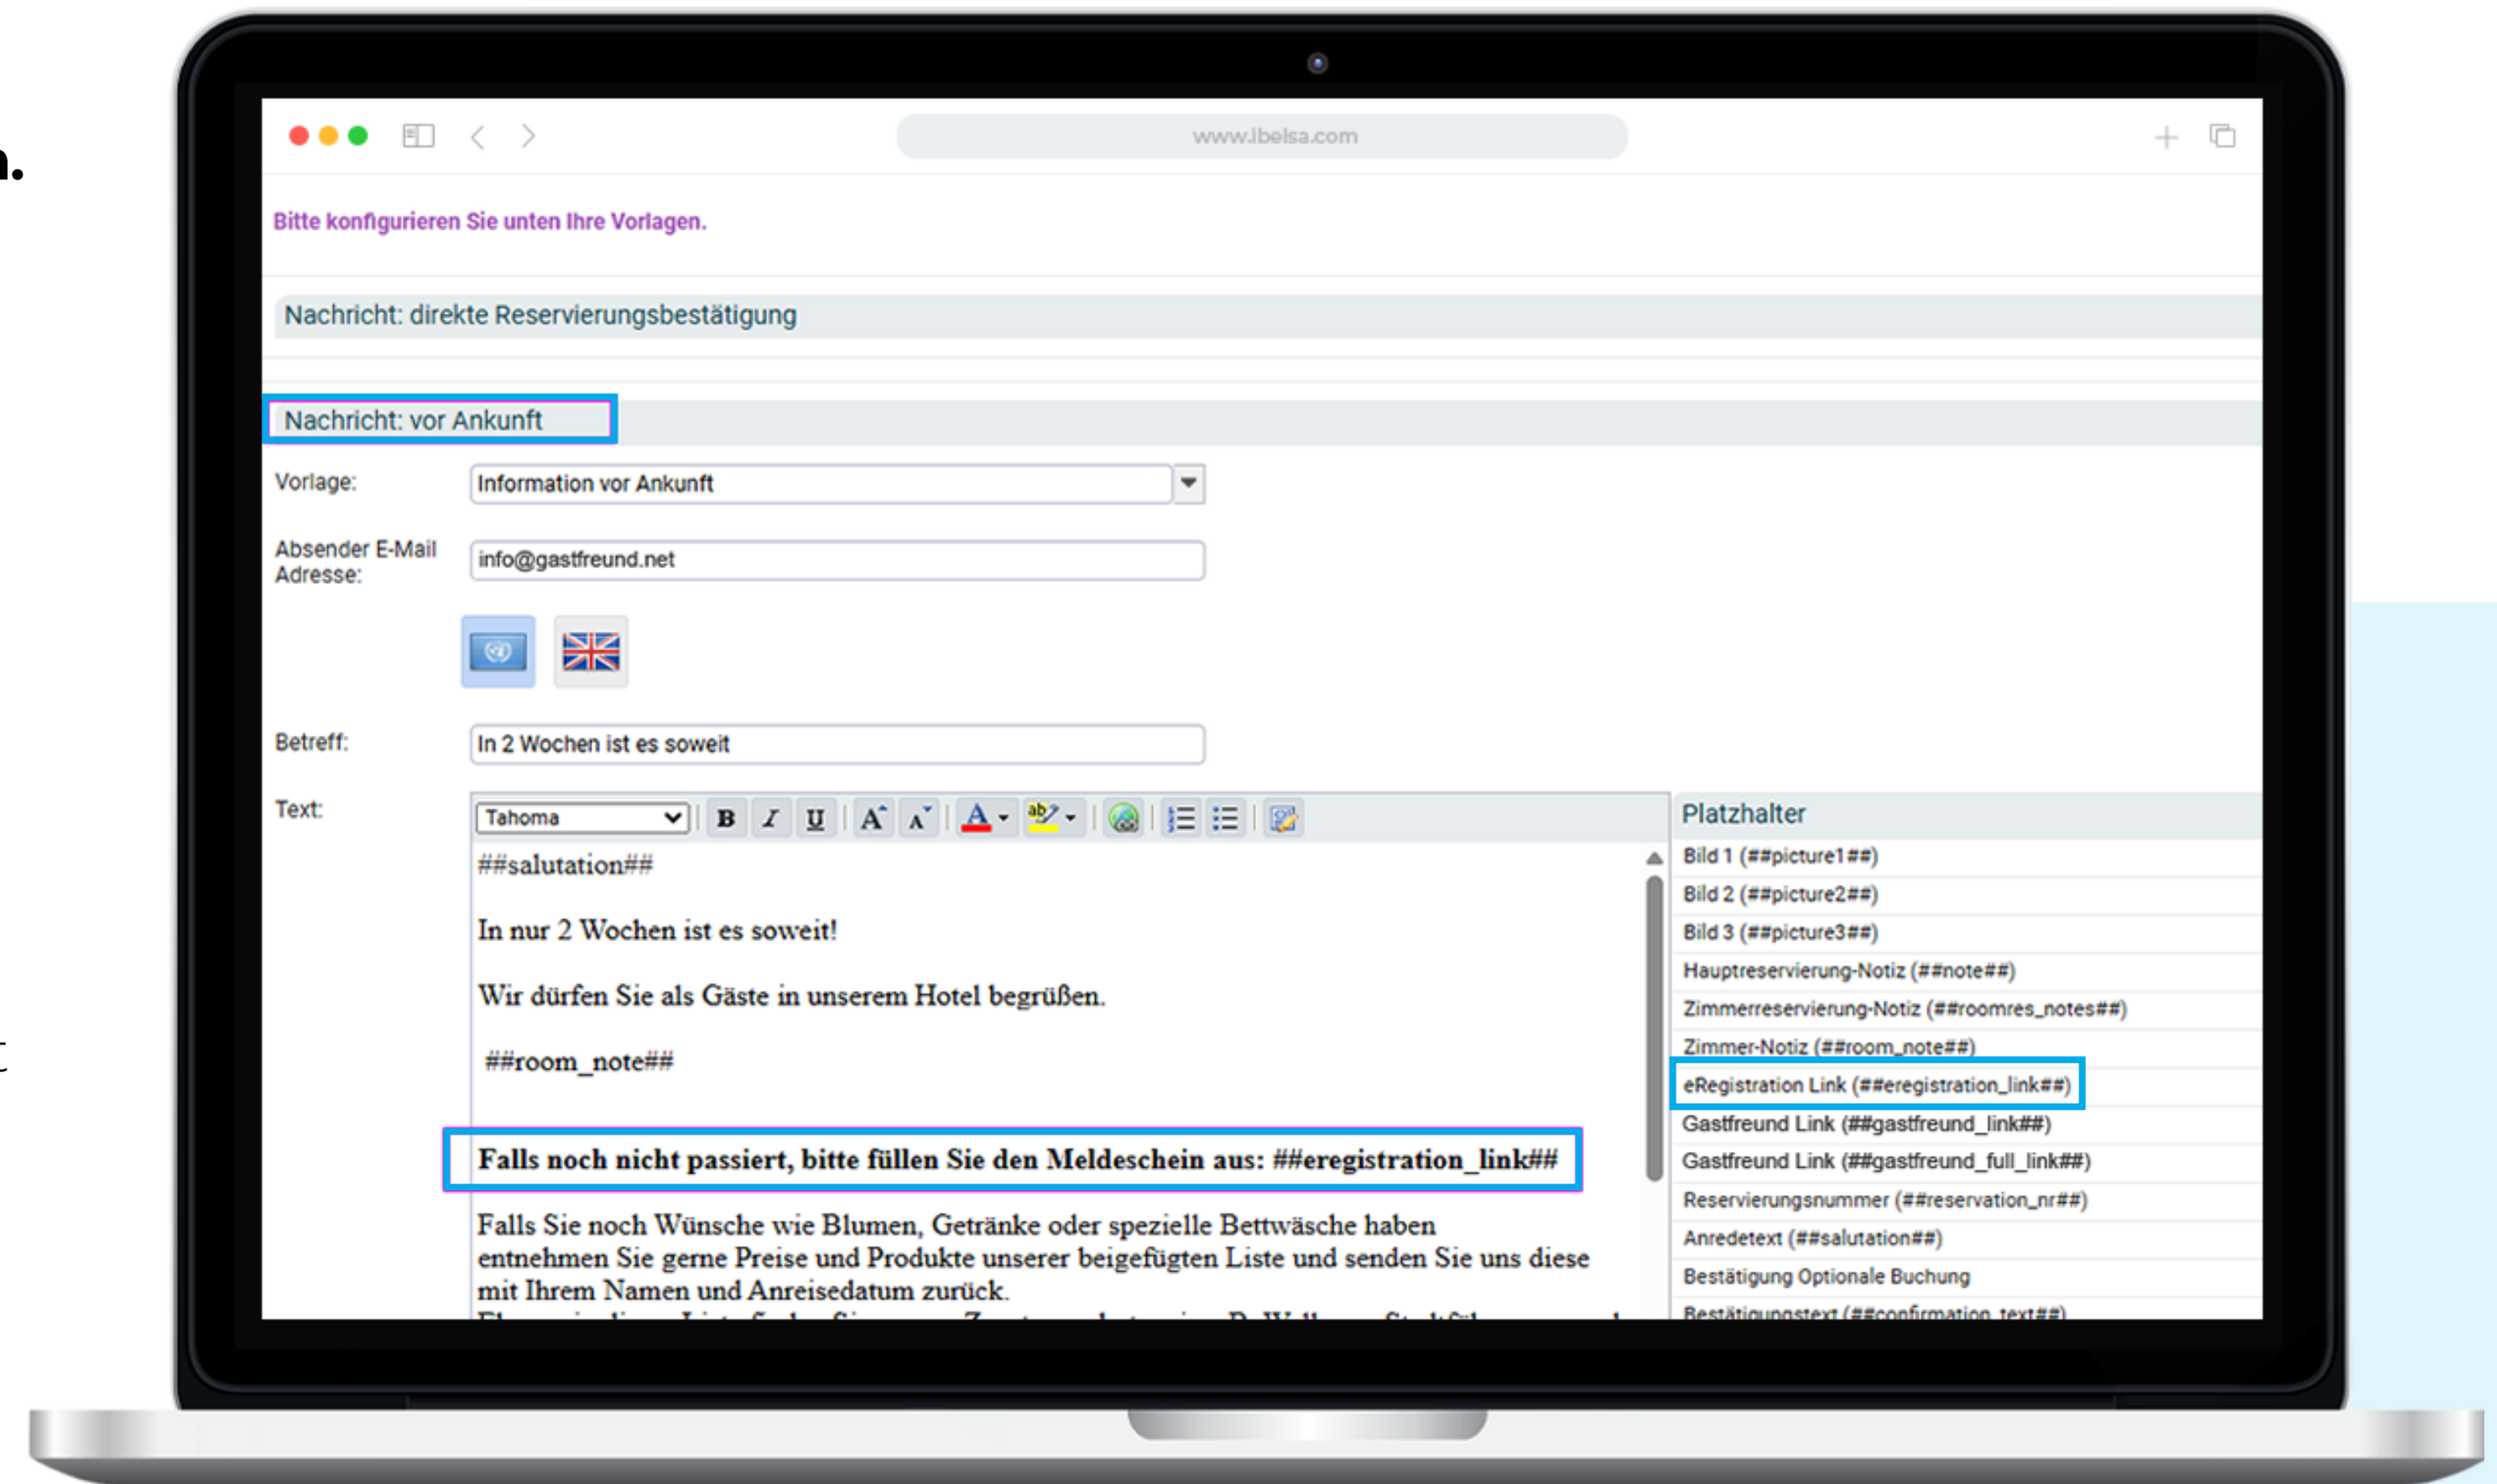 n.
www.ibelsa.com
Bitte konfigurieren Sie unten Ihre Vorlagen.
Nachricht: direkte Reservierungsbestätigung
Nachricht: vor Ankunft
Vorlage:
Information vor Ankunft
Absender E-Mail
Adresse:
info@gastfreund.net
Betreff:
In 2 Wochen ist es soweit
Text:
Tahoma
B I U A A A ab
##salutation##
In nur 2 Wochen ist es soweit!
Wir dürfen Sie als Gäste in unserem Hotel begrüßen.
##room_note##
Falls noch nicht passiert, bitte füllen Sie den Meldeschein aus: ##eregistration_link##
Falls Sie noch Wünsche wie Blumen, Getränke oder spezielle Bettwäsche haben
entnehmen Sie gerne Preise und Produkte unserer beigefügten Liste und senden Sie uns diese
mit Ihrem Namen und Anreisedatum zurück.
Platzhalter
Bild 1 (##picture1##)
Bild 2 (##picture2##)
Bild 3 (##picture3##)
Hauptreservierung-Notiz (##note##)
Zimmerreservierung-Notiz (##roomres_notes##)
Zimmer-Notiz (##room_note##)
eRegistration Link (##eregistration_link##)
Gastfreund Link (##gastfreund_link##)
Gastfreund Link (##gastfreund_full_link##)
Reservierungsnummer (##reservation_nr##)
Anredetext (##salutation##)
Bestätigung Optionale Buchung
Bestätigungstext (##confirmation_text##)
t